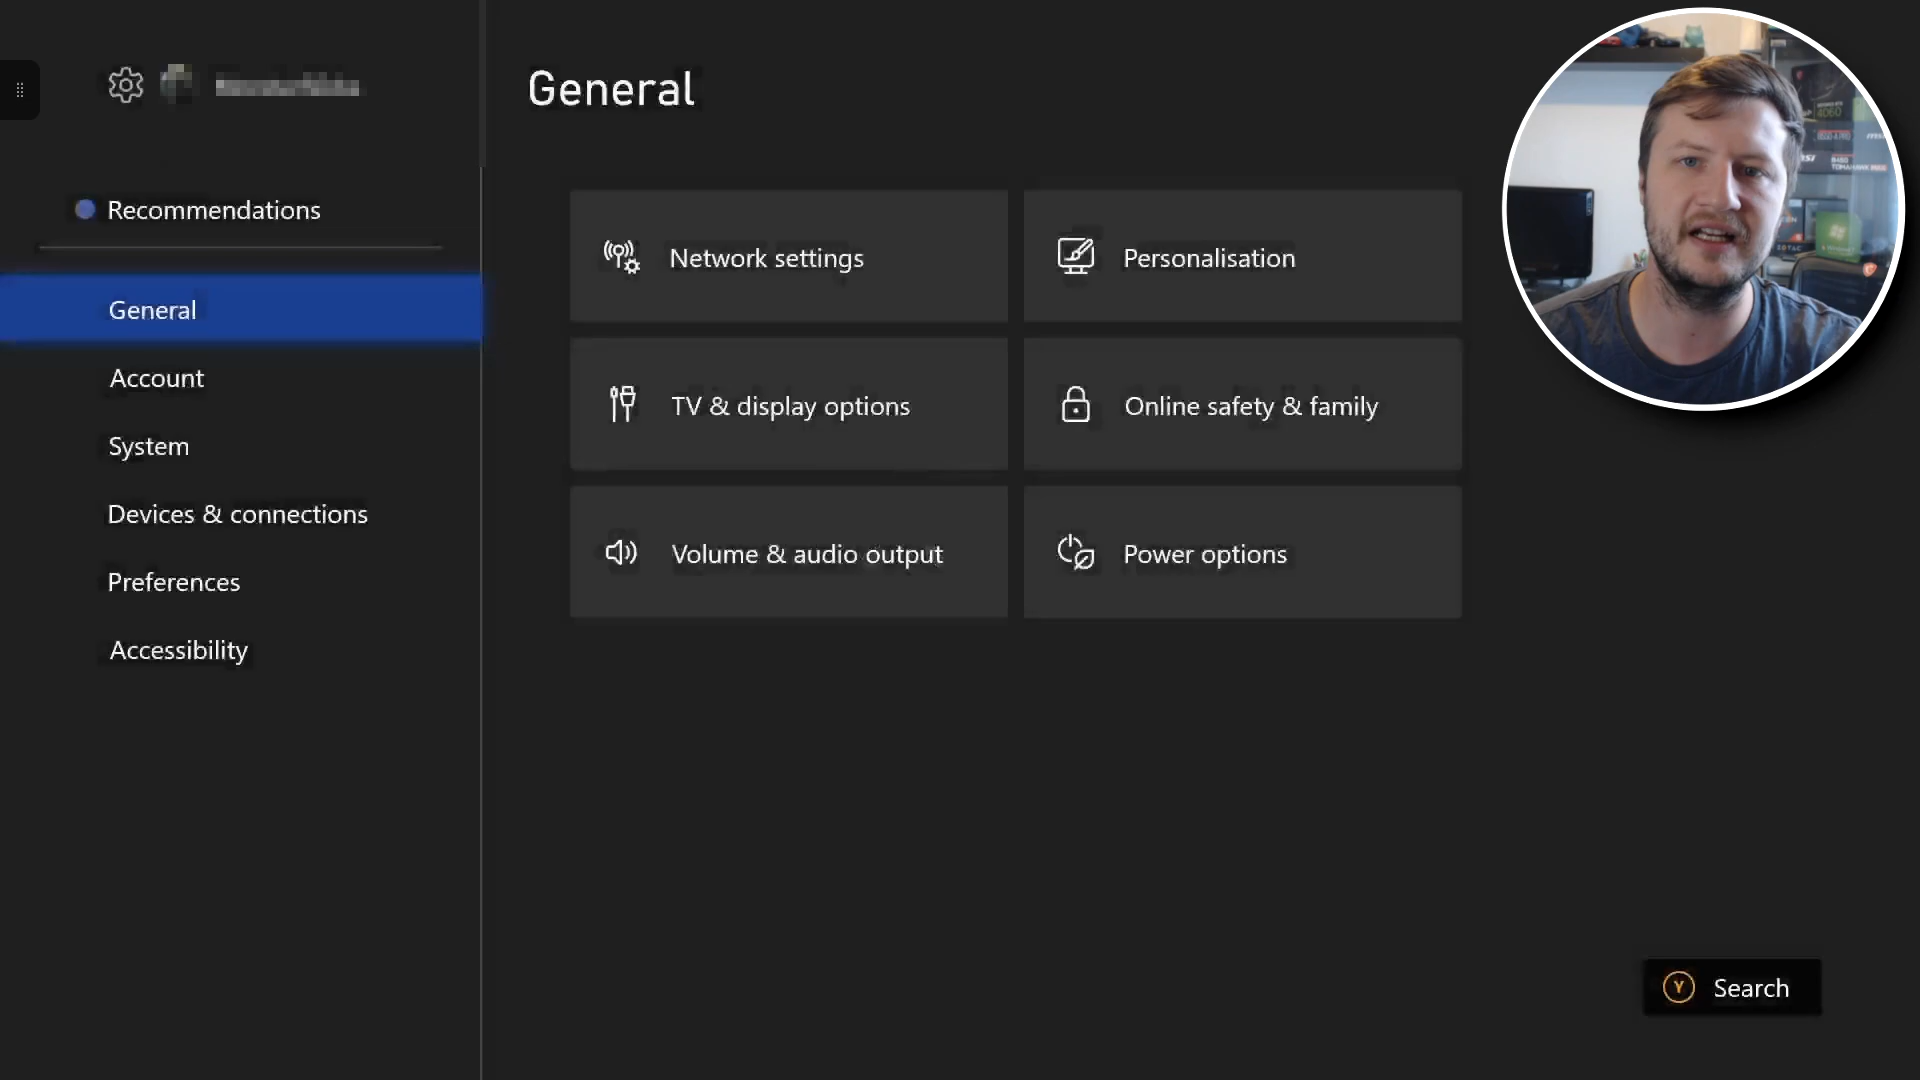 General
Recommendations
General
Account
System
Devices & connections
Preferences
Accessibility
Network settings
Personalisation
TV & display options
Online safety & family
Volume & audio output
Power options
Y Search
4060